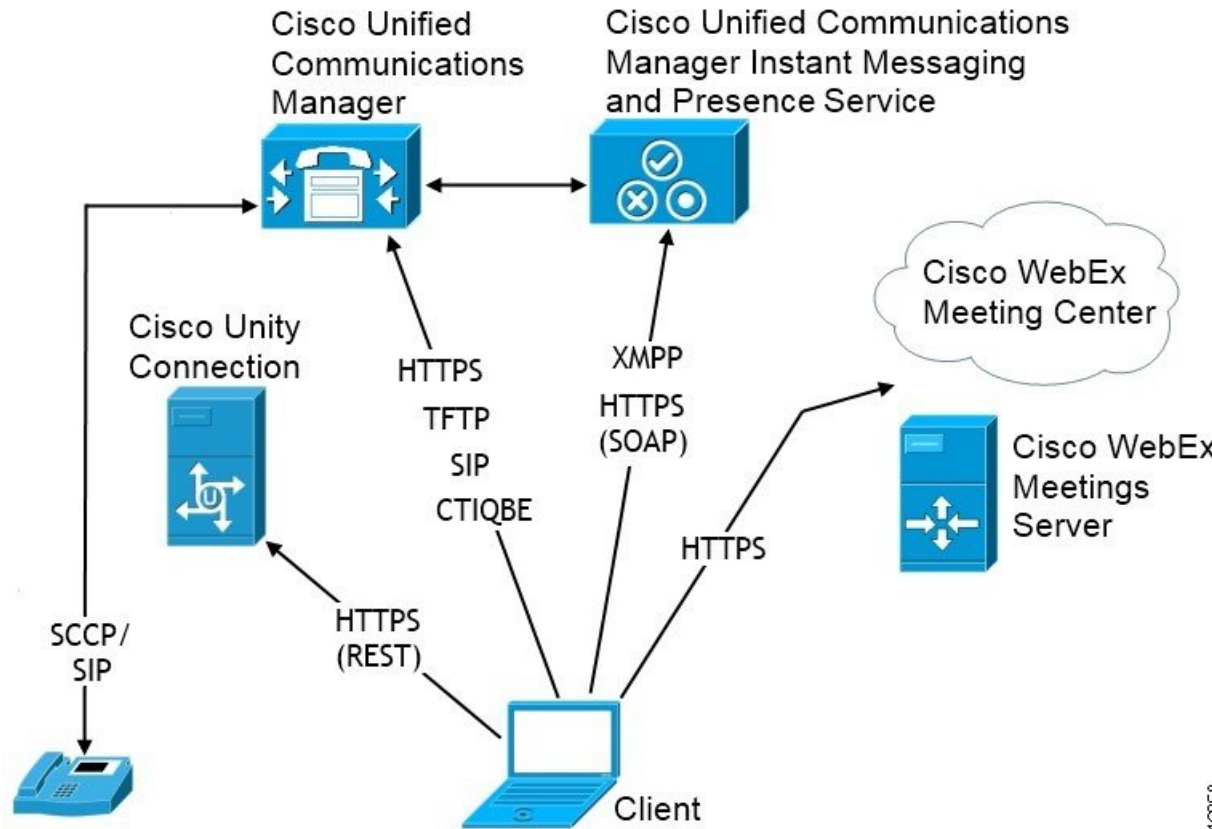 Cisco Unified
Communications
Manager
Cisco Unified Communications
Manager Instant Messaging
and Presence Service
Cisco WebEx
Meeting Center
Cisco Unity
Connection
HTTPS
TFTP
SIP
CTIQBE
XMPP
HTTPS
(SOAP)
Cisco WebEx
Meetings
Server
U
HTTPS
HTTPS
(REST)
SCCP/
SIP
Client